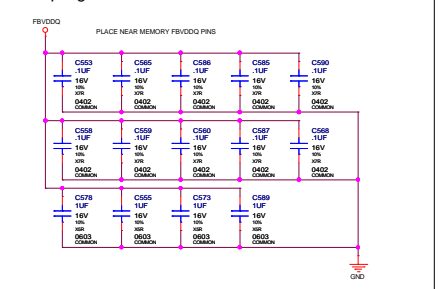 FBVDDQ
PLACE NEAR MEMORY FBVDDQ PINS
C553 C565 C586 C585 C590
.1UF .1UF .1UF .1UF .1UF
16V 16V 16V 16V 16V
10% 10% 10% 10% 10%
X7R X7R X7R X7R X7R
0402 0402 0402 0402 0402
COMMON COMMON COMMON COMMON COMMON
C558 C559 C560 C587 C568
.1UF .1UF .1UF .1UF .1UF
16V 16V 16V 16V 16V
10% 10% 10% 10% 10%
X7R X7R X7R X7R X7R
0402 0402 0402 0402 0402
COMMON COMMON COMMON COMMON COMMON
C578 C555 C573 C589
1UF 1UF 1UF 1UF
16V 16V 16V 16V
10% 10% 10% 10%
X5R X5R X5R X5R
0603 0603 0603 0603
COMMON COMMON COMMON COMMON
GND